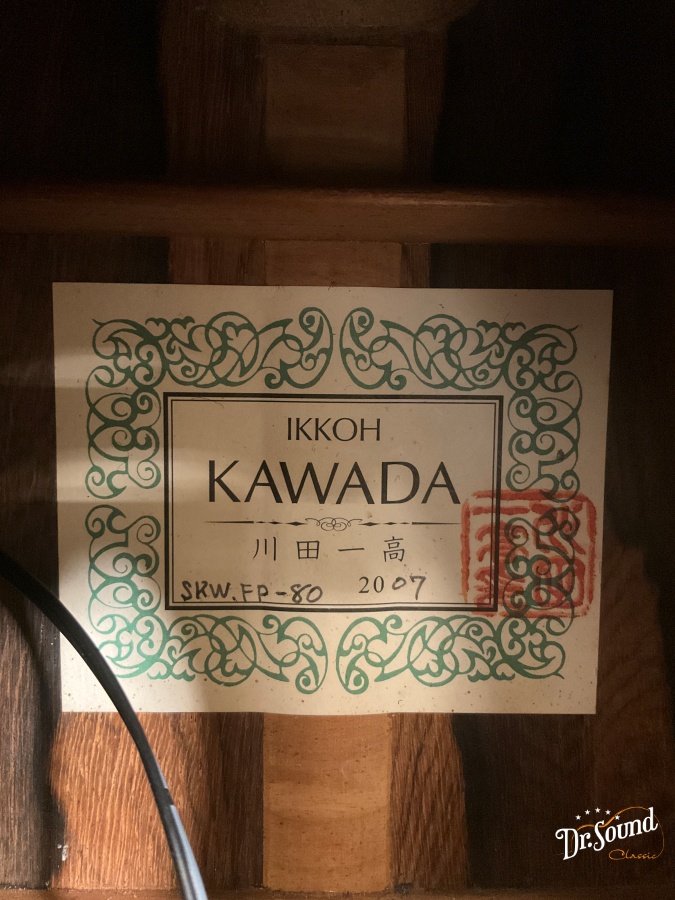 IKKOH
KAWADA
川田一高
SKW.FP-80 2007
Dr.Sound
Classic